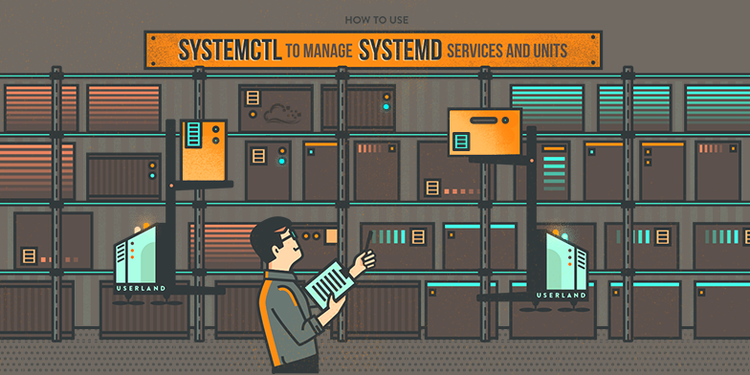 HOW TO USE
SYSTEMCTL TO MANAGE SYSTEMD SERVICES AND UNITS
USERLAND
USERLAND